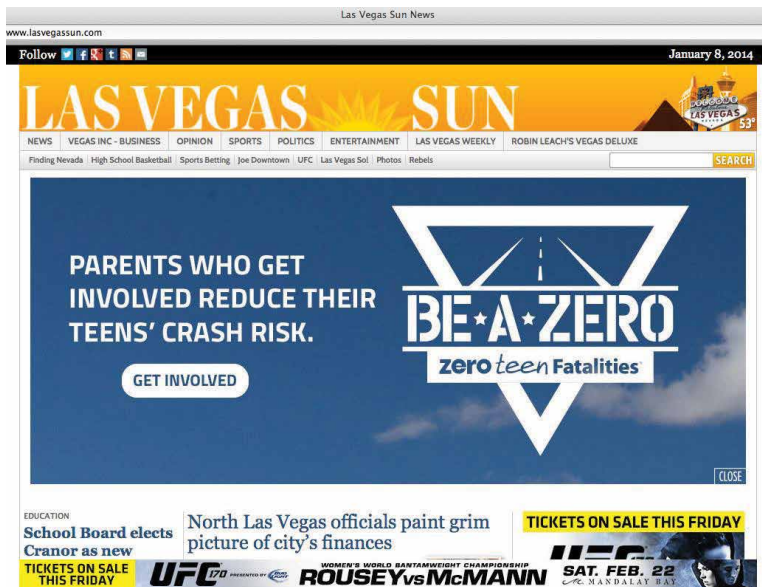 Las Vegas Sun News
www.lasvegassun.com
Follow
January 8, 2014
LAS VEGAS SUN
WELCOME
LAS VEGAS
53°
NEWS VEGAS INC - BUSINESS OPINION SPORTS POLITICS ENTERTAINMENT LAS VEGAS WEEKLY ROBIN LEACH'S VEGAS DELUXE
Finding Nevada High School Basketball Sports Betting Joe Downtown UFC Las Vegas Sol Photos Rebels
SEARCH
PARENTS WHO GET
INVOLVED REDUCE THEIR
TEENS' CRASH RISK.
GET INVOLVED
BE★A★ZERO
zero teen Fatalities
CLOSE
EDUCATION
School Board elects
Cranor as new
North Las Vegas officials paint grim
picture of city's finances
TICKETS ON SALE THIS FRIDAY
TICKETS ON SALE
THIS FRIDAY
UFC 170 PRESENTED BY
WOMEN'S WORLD BANTAMWEIGHT CHAMPIONSHIP
ROUSEY VS McMANN
SAT. FEB. 22
MANDALAY BAY